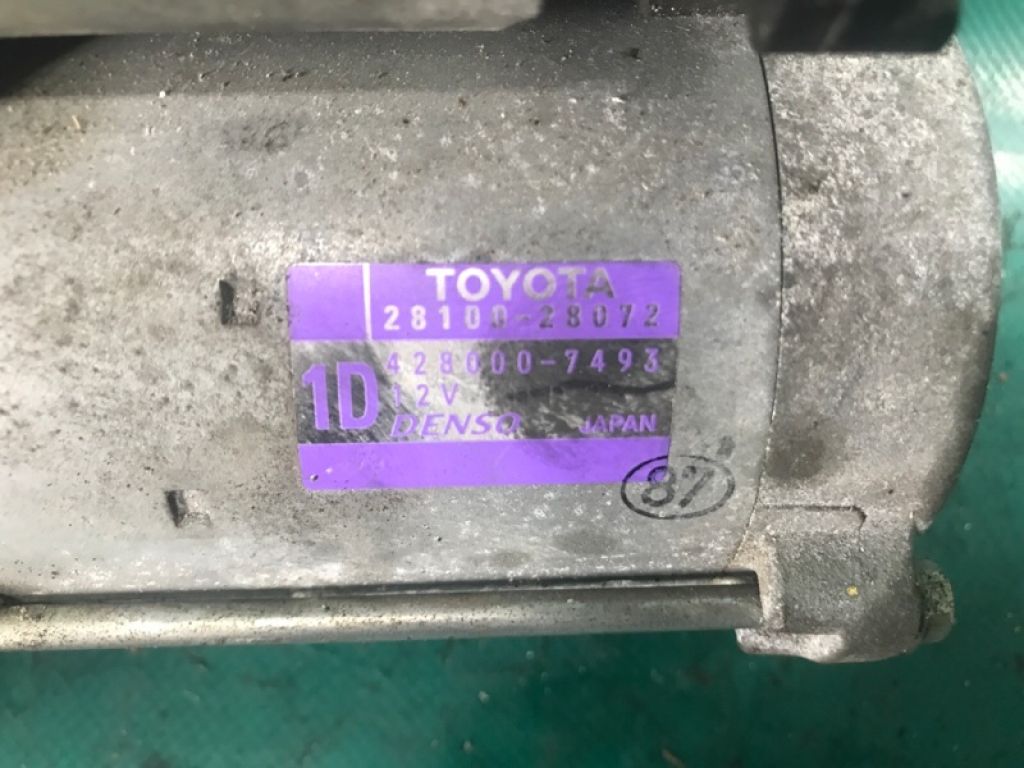 TOYOTA
28100-28072
1D
428000-7493
12V
DENSO JAPAN
87